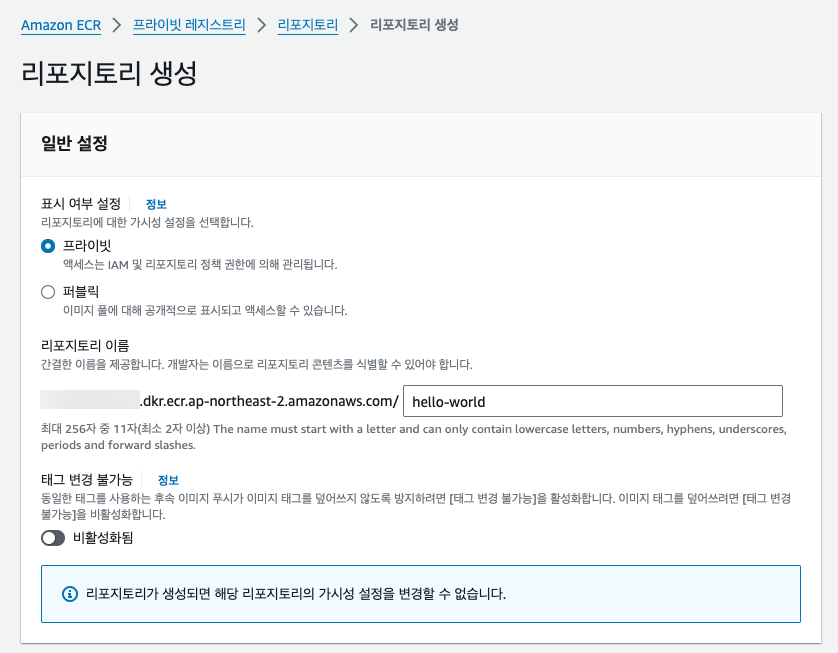 Amazon ECR > 프라이빗 레지스트리 > 리포지토리 > 리포지토리 생성
리포지토리 생성
일반 설정
표시 여부 설정 정보
리포지토리에 대한 가시성 설정을 선택합니다.
프라이빗
액세스는 IAM 및 리포지토리 정책 권한에 의해 관리됩니다.
퍼블릭
이미지 풀에 대해 공개적으로 표시되고 액세스할 수 있습니다.
리포지토리 이름
간결한 이름을 제공합니다. 개발자는 이름으로 리포지토리 콘텐츠를 식별할 수 있어야 합니다.
.dkr.ecr.ap-northeast-2.amazonaws.com/ hello-world
최대 256자 중 11자(최소 2자 이상) The name must start with a letter and can only contain lowercase letters, numbers, hyphens, underscores,
periods and forward slashes.
태그 변경 불가능 정보
동일한 태그를 사용하는 후속 이미지 푸시가 이미지 태그를 덮어쓰지 않도록 방지하려면 [태그 변경 불가능]을 활성화합니다. 이미지 태그를 덮어쓰려면 [태그 변경
불가능]을 비활성화합니다.
비활성화됨
리포지토리가 생성되면 해당 리포지토리의 가시성 설정을 변경할 수 없습니다.